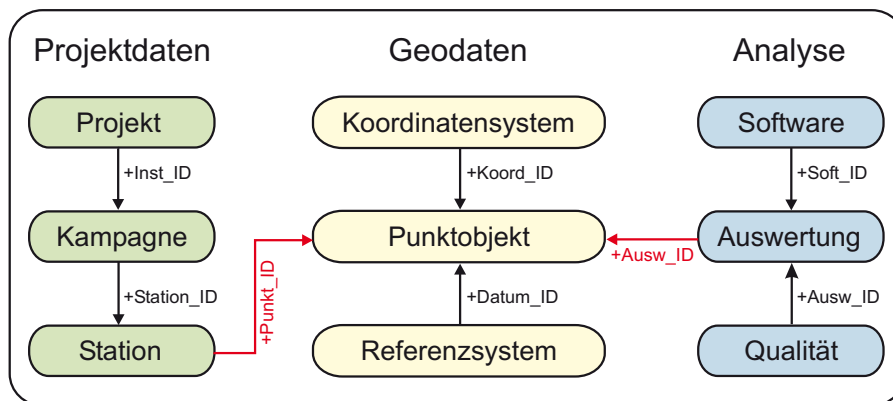 Projektdaten
Geodaten
Analyse
Projekt
Koordinatensystem
Software
+Inst_ID
+Koord_ID
+Soft_ID
Kampagne
Punktobjekt
Auswertung
+Punkt_ID
+Ausw_ID
+Station_ID
+Datum_ID
+Ausw_ID
Station
Referenzsystem
Qualität